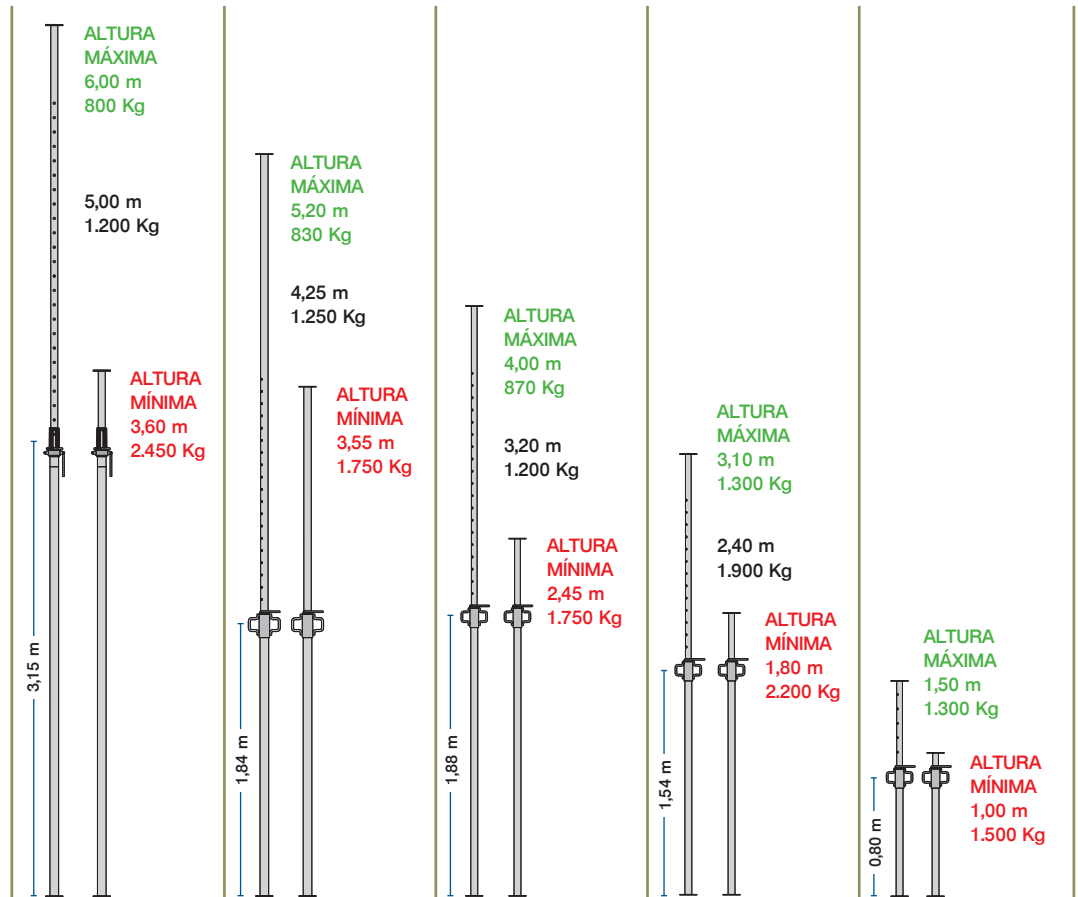 ALTURA
MÁXIMA
6,00 m
800 Kg
5,00 m
1.200 Kg
ALTURA
MÍNIMA
3,60 m
2.450 Kg
3,15 m
ALTURA
MÁXIMA
5,20 m
830 Kg
4,25 m
1.250 Kg
ALTURA
MÍNIMA
3,55 m
1.750 Kg
1,84 m
ALTURA
MÁXIMA
4,00 m
870 Kg
3,20 m
1.200 Kg
ALTURA
MÍNIMA
2,45 m
1.750 Kg
1,88 m
ALTURA
MÁXIMA
3,10 m
1.300 Kg
2,40 m
1.900 Kg
ALTURA
MÍNIMA
1,80 m
2.200 Kg
1,54 m
ALTURA
MÁXIMA
1,50 m
1.300 Kg
ALTURA
MÍNIMA
1,00 m
1.500 Kg
0,80 m